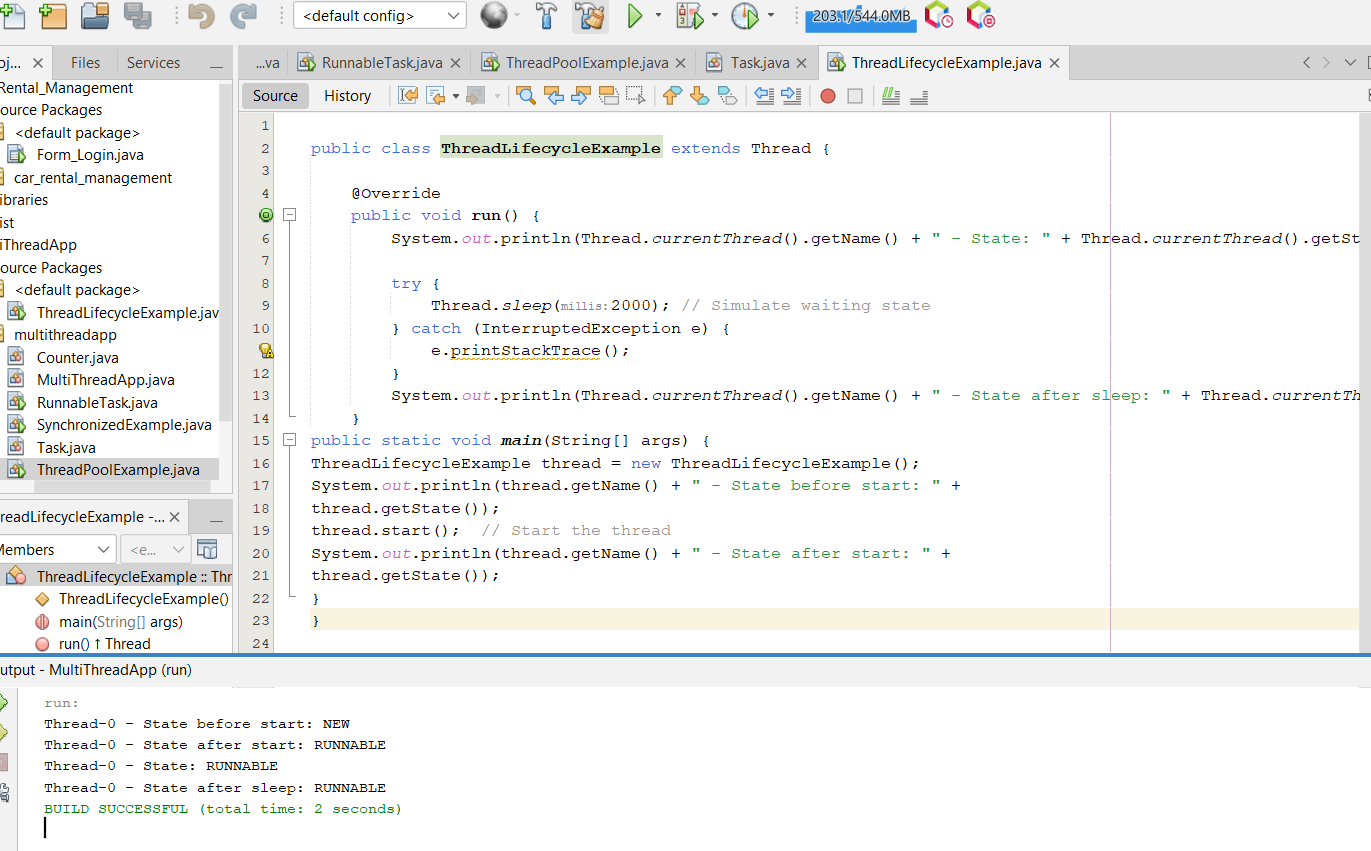 <default config>
203.1/544.0MB
oj...
Files
Services
...va
RunnableTask.java
ThreadPoolExample.java
Task.java
ThreadLifecycleExample.java
Source
History
Rental_Management
ource Packages
<default package>
Form_Login.java
car_rental_management
ibraries
ist
iThreadApp
ource Packages
<default package>
ThreadLifecycleExample.jav
multithreadapp
Counter.java
MultiThreadApp.java
RunnableTask.java
SynchronizedExample.java
Task.java
ThreadPoolExample.java
readLifecycleExample -...
Members
<e...
ThreadLifecycleExample :: Thr
ThreadLifecycleExample()
main(String[] args)
run() ↑ Thread
1
2 public class ThreadLifecycleExample extends Thread {
3
4 @Override
public void run() {
6 System.out.println(Thread.currentThread().getName() + " - State: " + Thread.currentThread().getSt
7
8 try {
9 Thread.sleep(millis:2000); // Simulate waiting state
10 } catch (InterruptedException e) {
e.printStackTrace();
12 }
13 System.out.println(Thread.currentThread().getName() + " - State after sleep: " + Thread.currentTh
14 }
15 public static void main(String[] args) {
16 ThreadLifecycleExample thread = new ThreadLifecycleExample();
17 System.out.println(thread.getName() + " - State before start: " +
18 thread.getState());
19 thread.start(); // Start the thread
20 System.out.println(thread.getName() + " - State after start: " +
21 thread.getState());
22 }
23 }
24
utput - MultiThreadApp (run)
run:
Thread-0 - State before start: NEW
Thread-0 - State after start: RUNNABLE
Thread-0 - State: RUNNABLE
Thread-0 - State after sleep: RUNNABLE
BUILD SUCCESSFUL (total time: 2 seconds)